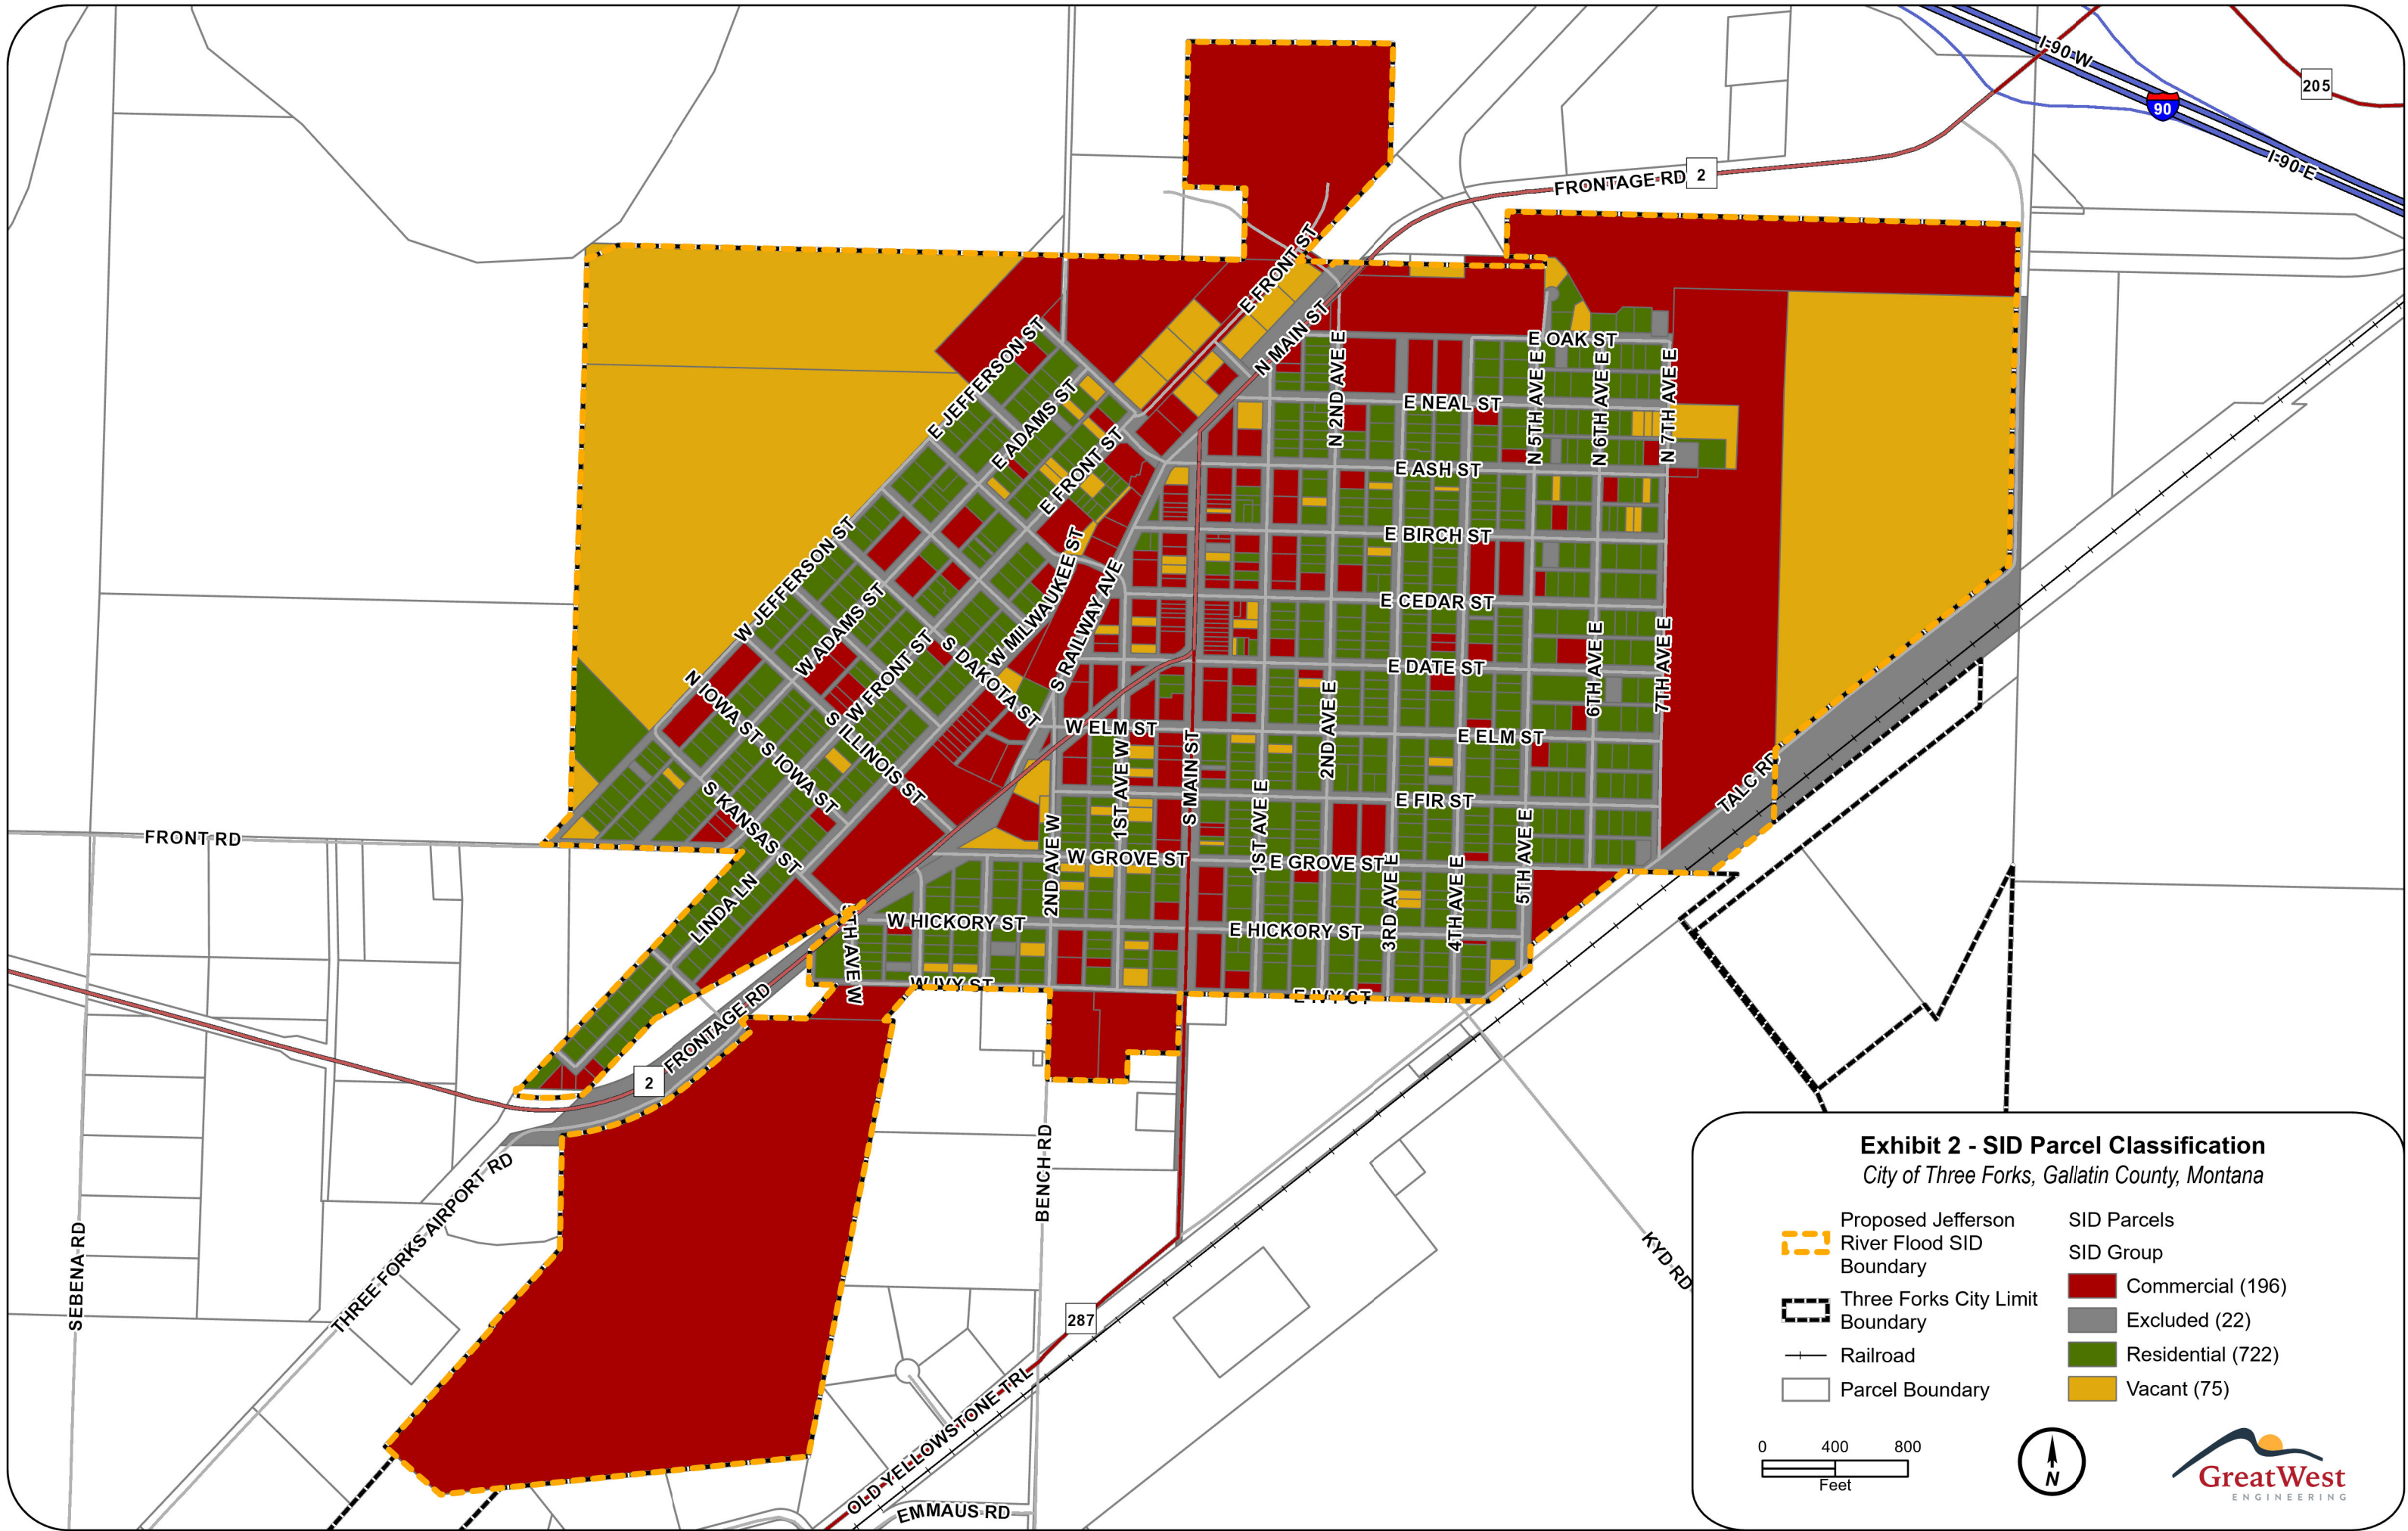 I-90 W
205
90
I-90 E
FRONTAGE RD
2
E FRONT ST
N MAIN ST
E JEFFERSON ST
E ADAMS ST
E FRONT ST
N 2ND AVE E
E OAK ST
N 5TH AVE E
N 6TH AVE E
N 7TH AVE E
E NEAL ST
E ASH ST
E BIRCH ST
E CEDAR ST
E DATE ST
W JEFFERSON ST
W ADAMS ST
W FRONT ST
W MILWAUKEE ST
S RAILWAY AVE
S DAKOTA ST
N IOWA ST
S IOWA ST
S ILLINOIS ST
S KANSAS ST
6TH AVE E
7TH AVE E
W ELM ST
E ELM ST
1ST AVE W
S MAIN ST
2ND AVE E
1ST AVE E
E FIR ST
TALC RD
FRONT RD
2ND AVE W
W GROVE ST
E GROVE ST
3RD AVE E
4TH AVE E
5TH AVE E
LINDA LN
W HICKORY ST
E HICKORY ST
5TH AVE W
W IVY ST
E IVY ST
FRONTAGE RD
2
THREE FORKS AIRPORT RD
SEBENA RD
BENCH RD
KYD RD
287
OLD YELLOWSTONE TRL
EMMAUS RD
Exhibit 2 - SID Parcel Classification
City of Three Forks, Gallatin County, Montana
Proposed Jefferson
River Flood SID
Boundary
Three Forks City Limit
Boundary
Railroad
Parcel Boundary
SID Parcels
SID Group
Commercial (196)
Excluded (22)
Residential (722)
Vacant (75)
0 400 800
Feet
N
GreatWest
ENGINEERING